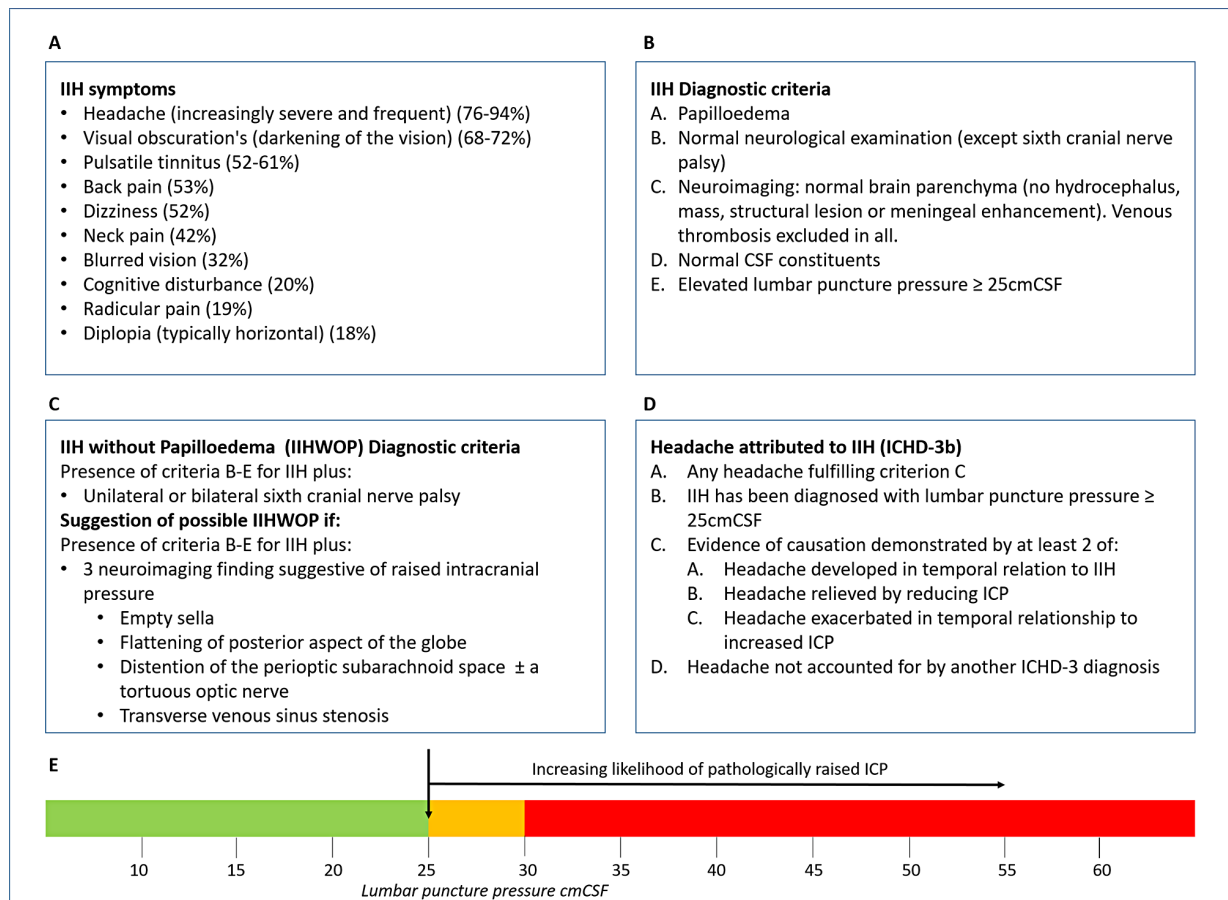 A
IIH symptoms
• Headache (increasingly severe and frequent) (76-94%)
• Visual obscuration's (darkening of the vision) (68-72%)
• Pulsatile tinnitus (52-61%)
• Back pain (53%)
• Dizziness (52%)
• Neck pain (42%)
• Blurred vision (32%)
• Cognitive disturbance (20%)
• Radicular pain (19%)
• Diplopia (typically horizontal) (18%)
B
IIH Diagnostic criteria
A. Papilloedema
B. Normal neurological examination (except sixth cranial nerve
palsy)
C. Neuroimaging: normal brain parenchyma (no hydrocephalus,
mass, structural lesion or meningeal enhancement). Venous
thrombosis excluded in all.
D. Normal CSF constituents
E. Elevated lumbar puncture pressure ≥ 25cmCSF
C
IIH without Papilloedema (IIHWOP) Diagnostic criteria
Presence of criteria B-E for IIH plus:
• Unilateral or bilateral sixth cranial nerve palsy
Suggestion of possible IIHWOP if:
Presence of criteria B-E for IIH plus:
• 3 neuroimaging finding suggestive of raised intracranial
pressure
• Empty sella
• Flattening of posterior aspect of the globe
• Distention of the perioptic subarachnoid space ± a
tortuous optic nerve
• Transverse venous sinus stenosis
D
Headache attributed to IIH (ICHD-3b)
A. Any headache fulfilling criterion C
B. IIH has been diagnosed with lumbar puncture pressure ≥
25cmCSF
C. Evidence of causation demonstrated by at least 2 of:
A. Headache developed in temporal relation to IIH
B. Headache relieved by reducing ICP
C. Headache exacerbated in temporal relationship to
increased ICP
D. Headache not accounted for by another ICHD-3 diagnosis
E
Increasing likelihood of pathologically raised ICP
10 15 20 25 30 35 40 45 50 55 60
Lumbar puncture pressure cmCSF